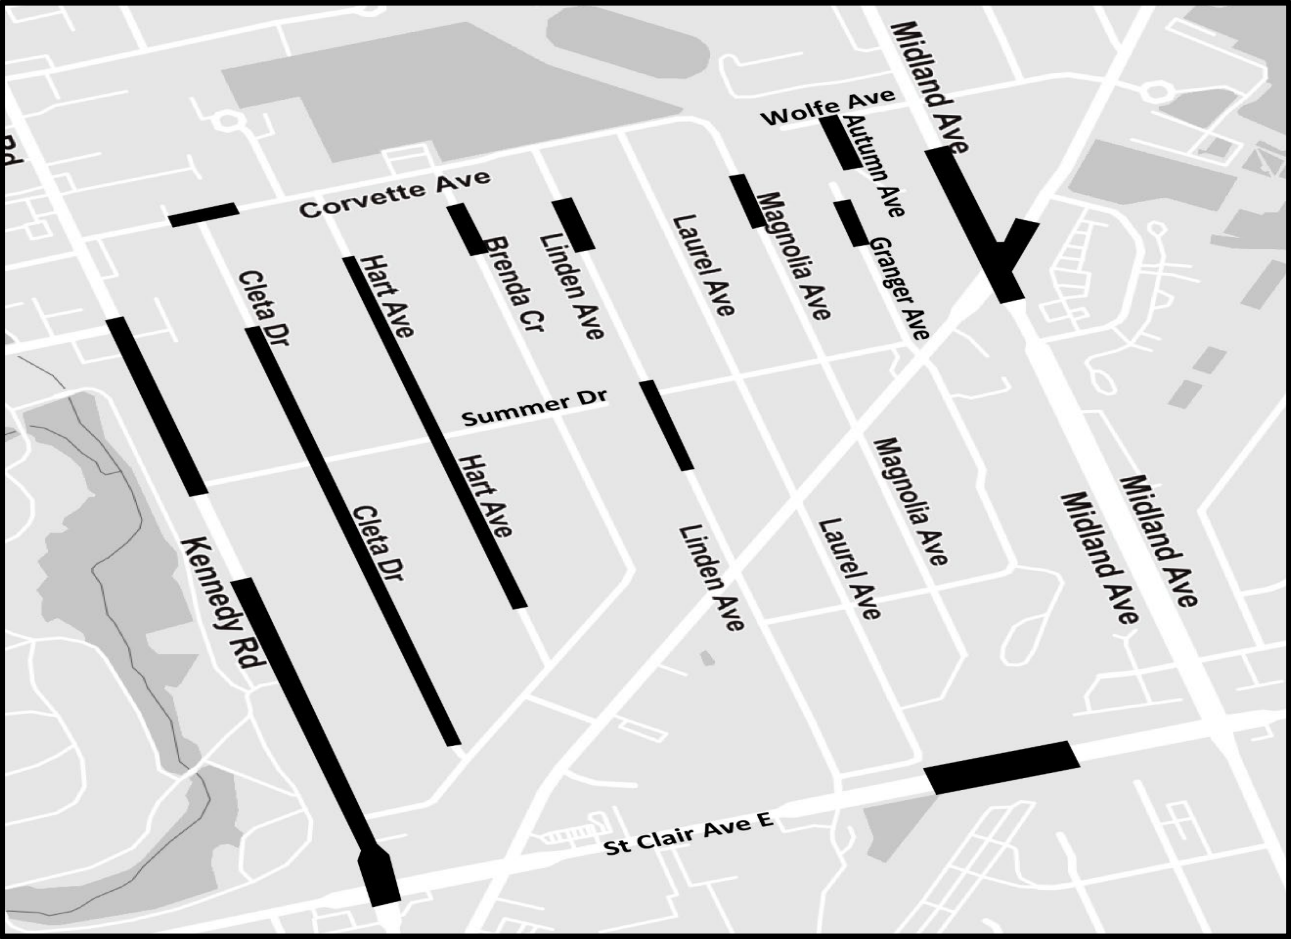 Midland Ave
Wolfe Ave
Rd
Autumn Ave
Corvette Ave
Magnolia Ave
Laurel Ave
Brenda Cr
Linden Ave
Granger Ave
Hart Ave
Cleta Dr
Summer Dr
Hart Ave
Magnolia Ave
Midland Ave
Midland Ave
Cleta Dr
Laurel Ave
Linden Ave
Kennedy Rd
St Clair Ave E